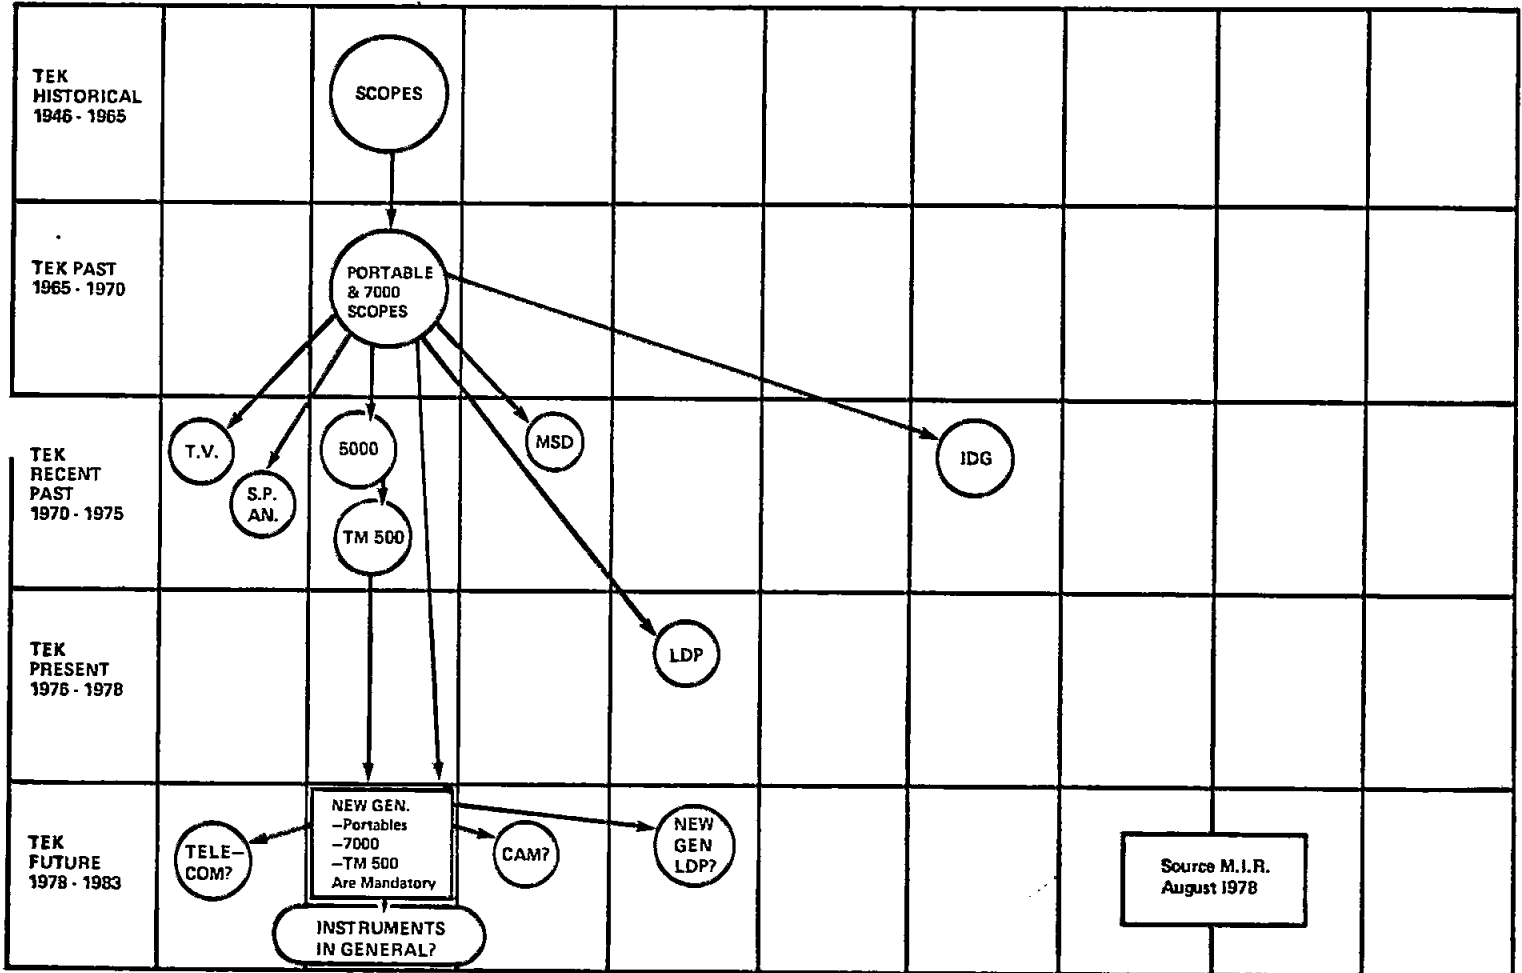 TEK
HISTORICAL
1946 - 1965
SCOPES
TEK PAST
1965 - 1970
PORTABLE
& 7000
SCOPES
TEK
RECENT
PAST
1970 - 1975
T.V.
S.P.
AN.
5000
TM 500
MSD
IDG
TEK
PRESENT
1976 - 1978
LDP
TEK
FUTURE
1978 - 1983
TELE–
COM?
NEW GEN.
–Portables
–7000
–TM 500
Are Mandatory
INSTRUMENTS
IN GENERAL?
CAM?
NEW
GEN
LDP?
Source M.I.R.
August 1978